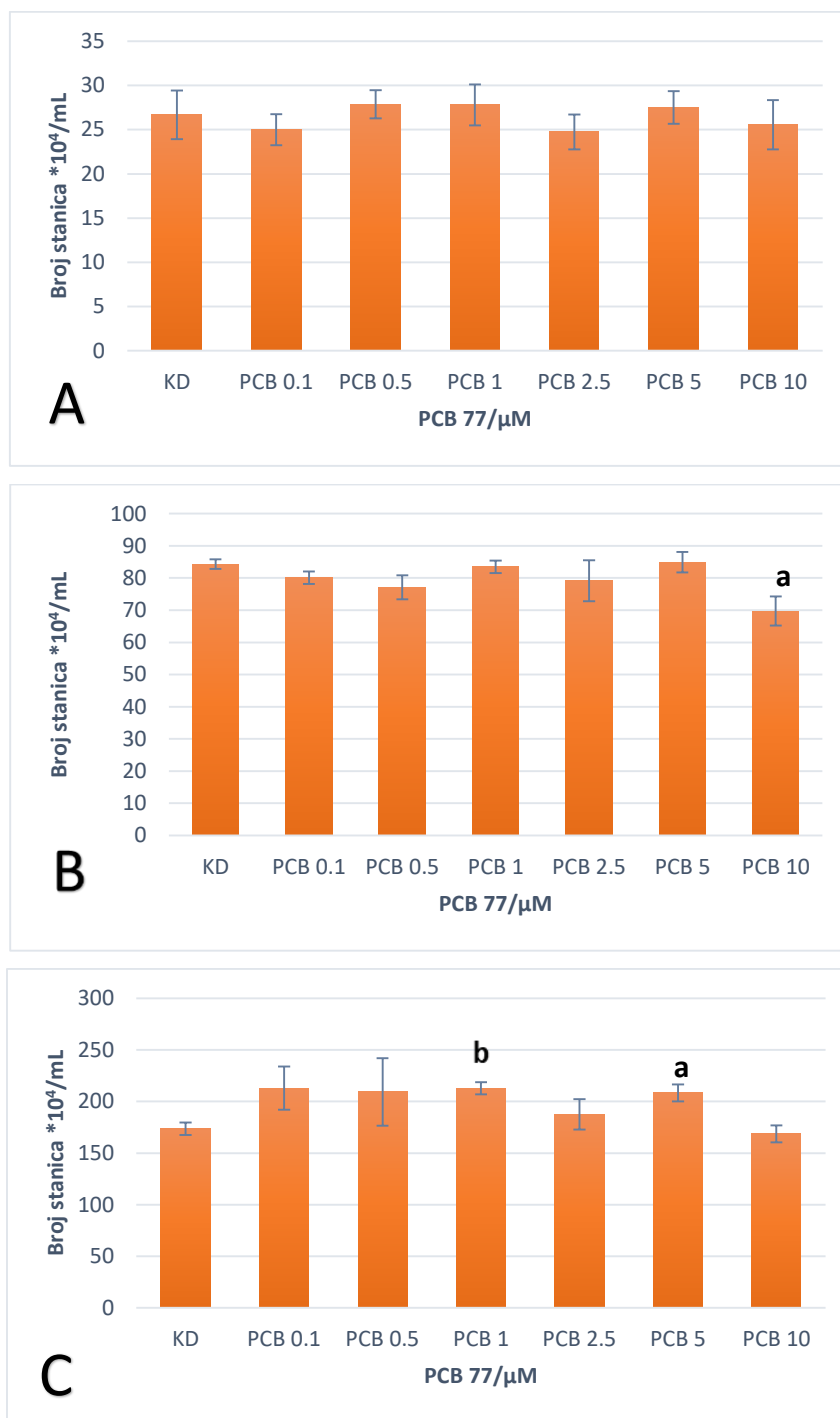 35
30
25
20
15
10
5
0
Broj stanica *10⁴/mL
KD PCB 0.1 PCB 0.5 PCB 1 PCB 2.5 PCB 5 PCB 10
PCB 77/µM
A
100
90
80
70
60
50
40
30
20
10
0
Broj stanica *10⁴/mL
a
KD PCB 0.1 PCB 0.5 PCB 1 PCB 2.5 PCB 5 PCB 10
PCB 77/µM
B
300
250
200
150
100
50
0
Broj stanica *10⁴/mL
b
a
KD PCB 0.1 PCB 0.5 PCB 1 PCB 2.5 PCB 5 PCB 10
PCB 77/µM
C